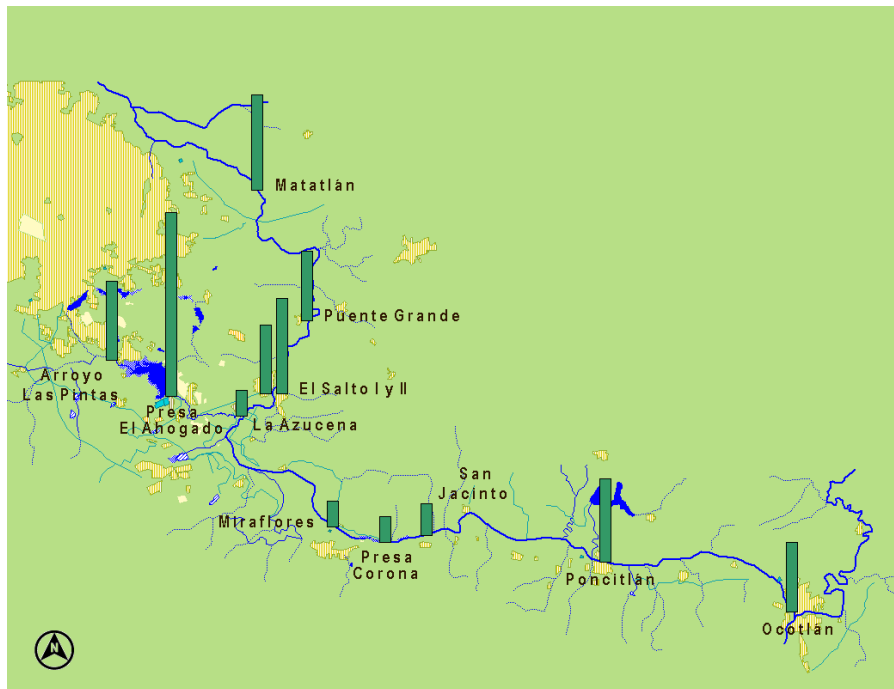 Matatlán
Puente Grande
Arroyo
Las Pintas
El Salto I y II
Presa
El Ahogado
La Azucena
San
Jacinto
Miraflores
Presa
Corona
Poncitlán
Ocotlán
N